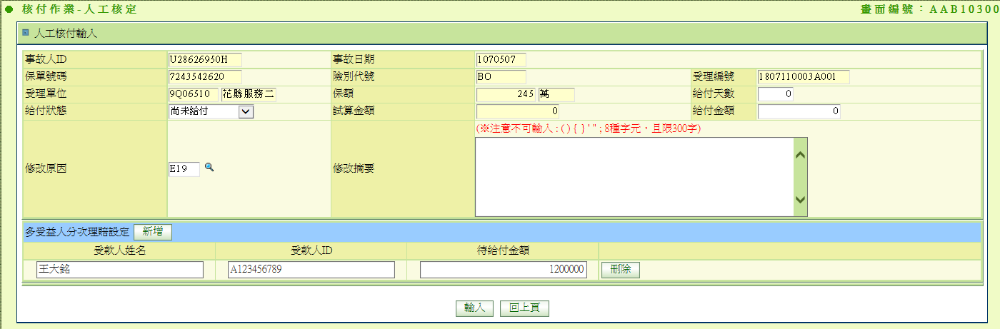 核付作業-人工核定 畫面編號：AAB10300
人工核付輸入
事故人ID U28626950H 事故日期 1070507
保單號碼 7243542620 險別代號 BO 受理編號 1807110003A001
受理單位 9Q06510 花縣服務二 保額 245 萬 給付天數 0
給付狀態 尚未給付 試算金額 0 給付金額 0
(※注意不可輸入:(){}'";8種字元，且限300字)
修改原因 E19 修改摘要
多受益人分次理賠設定 新增
受款人姓名 受款人ID 待給付金額
王大銘 A123456789 1200000 刪除
輸入 回上頁